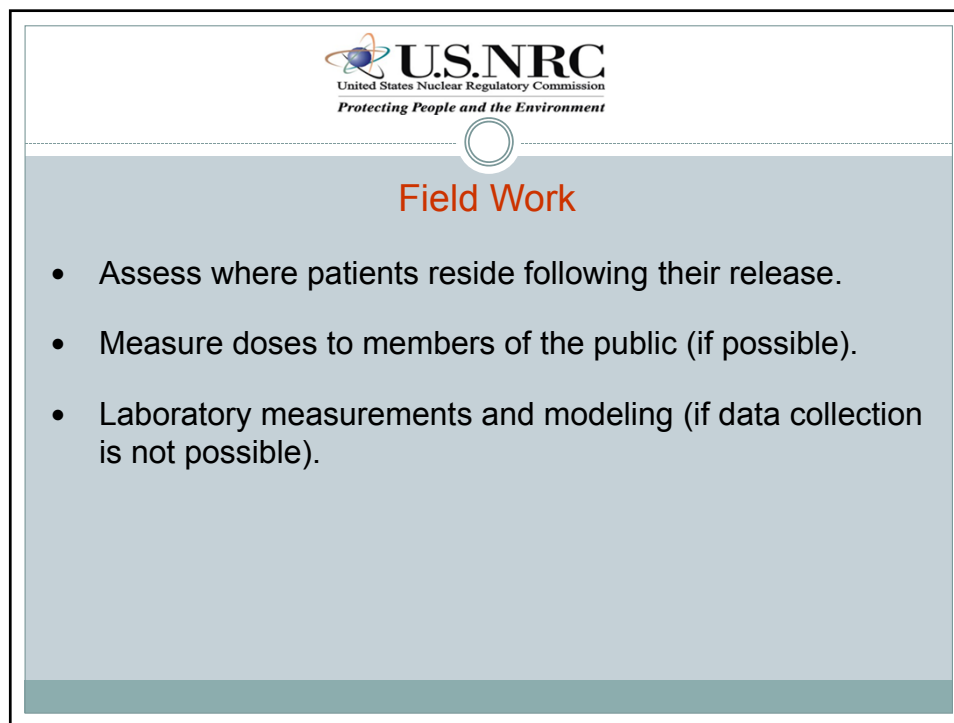 U.S.NRC
United States Nuclear Regulatory Commission
Protecting People and the Environment
Field Work
• Assess where patients reside following their release.
• Measure doses to members of the public (if possible).
• Laboratory measurements and modeling (if data collection
is not possible).